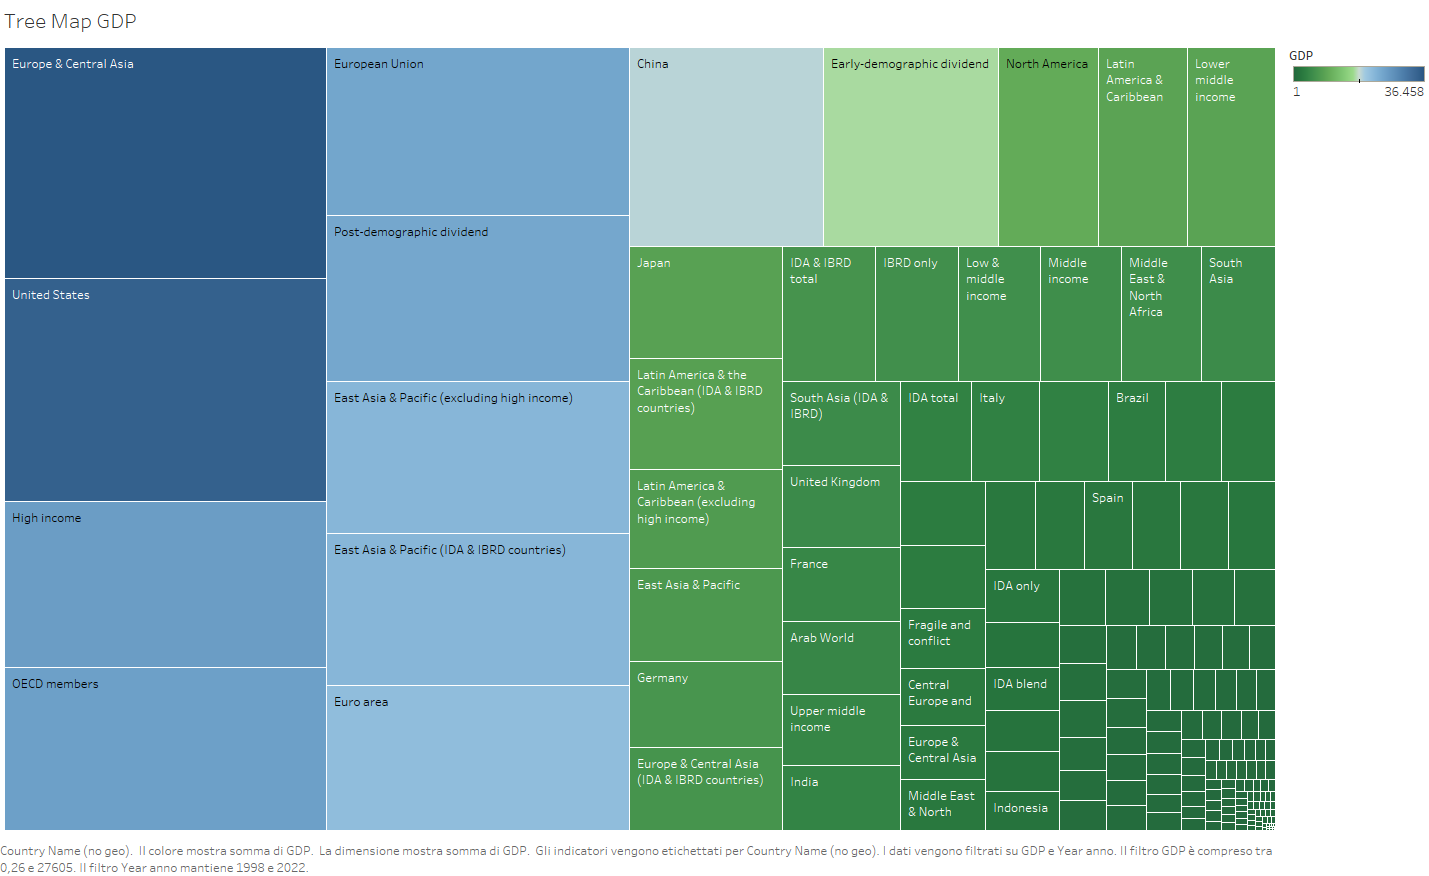 Tree Map GDP
Europe & Central Asia
United States
High income
OECD members
European Union
Post-demographic dividend
East Asia & Pacific (excluding high income)
East Asia & Pacific (IDA & IBRD countries)
Euro area
China
Early-demographic dividend
North America
Latin
America &
Caribbean
Lower
middle
income
Japan
Latin America & the
Caribbean (IDA & IBRD
countries)
Latin America &
Caribbean (excluding
high income)
East Asia & Pacific
Germany
Europe & Central Asia
(IDA & IBRD countries)
IDA & IBRD
total
IBRD only
Low &
middle
income
Middle
income
Middle
East &
North
Africa
South
Asia
South Asia (IDA &
IBRD)
United Kingdom
France
Arab World
Upper middle
income
India
IDA total
Italy
Brazil
Spain
Fragile and
conflict
Central
Europe and
Europe &
Central Asia
Middle East
& North
IDA only
IDA blend
Indonesia
GDP
1
36.458
Country Name (no geo).  Il colore mostra somma di GDP.  La dimensione mostra somma di GDP.  Gli indicatori vengono etichettati per Country Name (no geo). I dati vengono filtrati su GDP e Year anno. Il filtro GDP è compreso tra
0,26 e 27605. Il filtro Year anno mantiene 1998 e 2022.